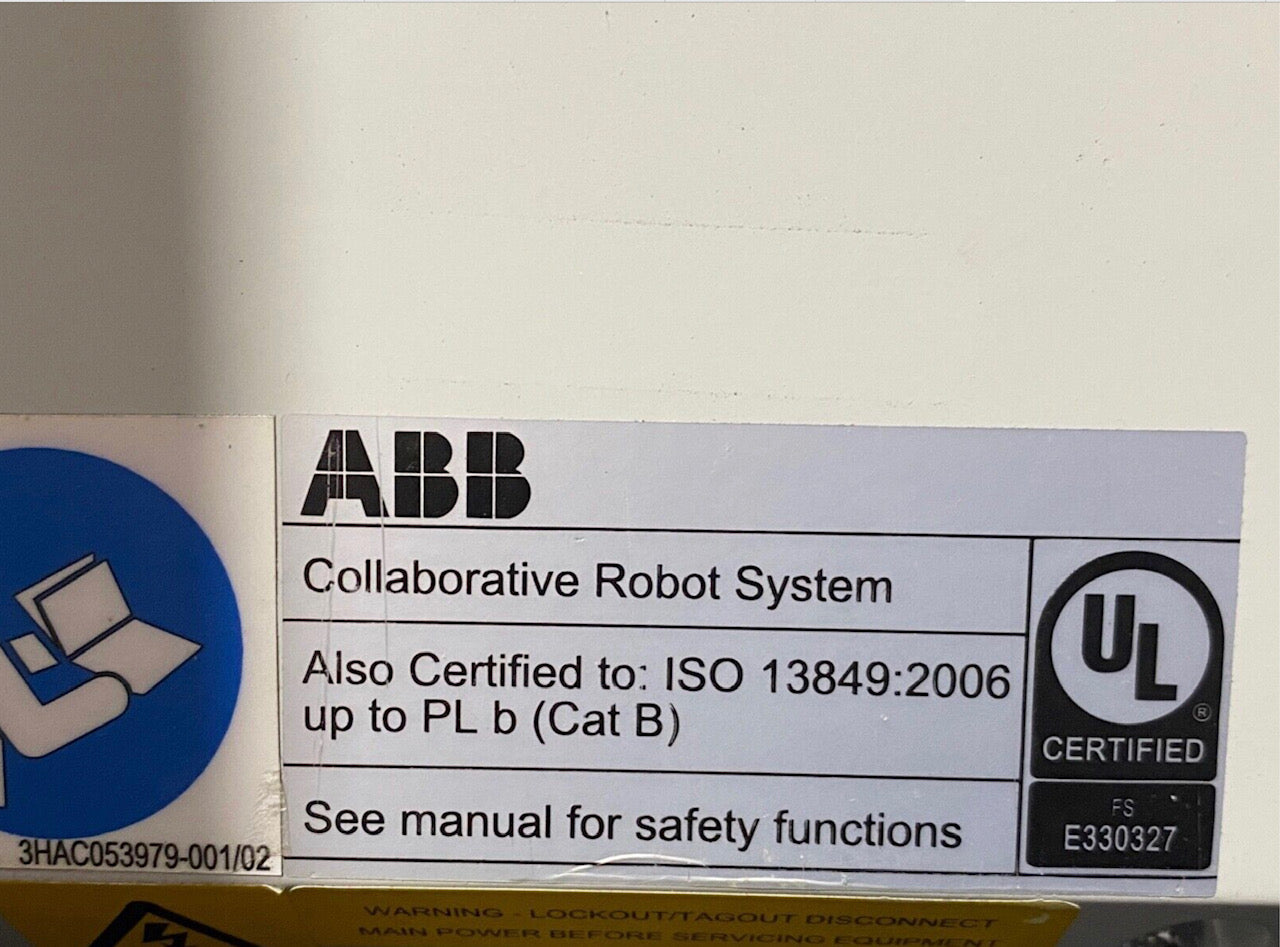 ABB
Collaborative Robot System
Also Certified to: ISO 13849:2006
up to PL b (Cat B)
See manual for safety functions
UL
®
CERTIFIED
FS
E330327
3HAC053979-001/02
WARNING - LOCKOUT/TAGOUT DISCONNECT
MAIN POWER BEFORE SERVICING EQUIPMENT